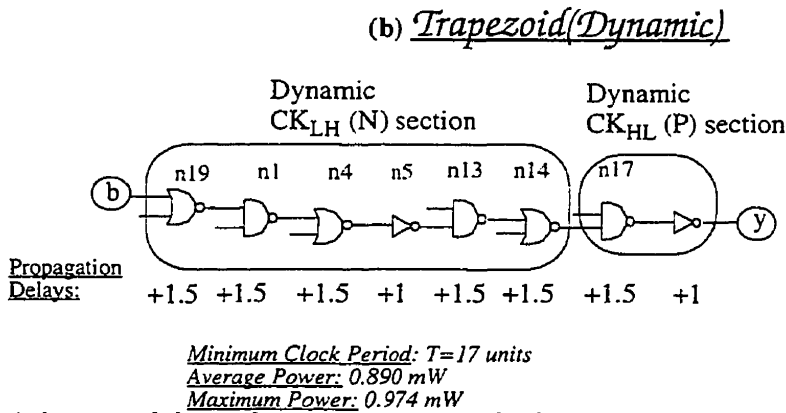 (b) Trapezoid(Dynamic)
Dynamic
CK_LH (N) section
Dynamic
CK_HL (P) section
n19 n1 n4 n5 n13 n14 n17
b
y
Propagation
Delays:
+1.5 +1.5 +1.5 +1 +1.5 +1.5 +1.5 +1
Minimum Clock Period: T=17 units
Average Power: 0.890 mW
Maximum Power: 0.974 mW